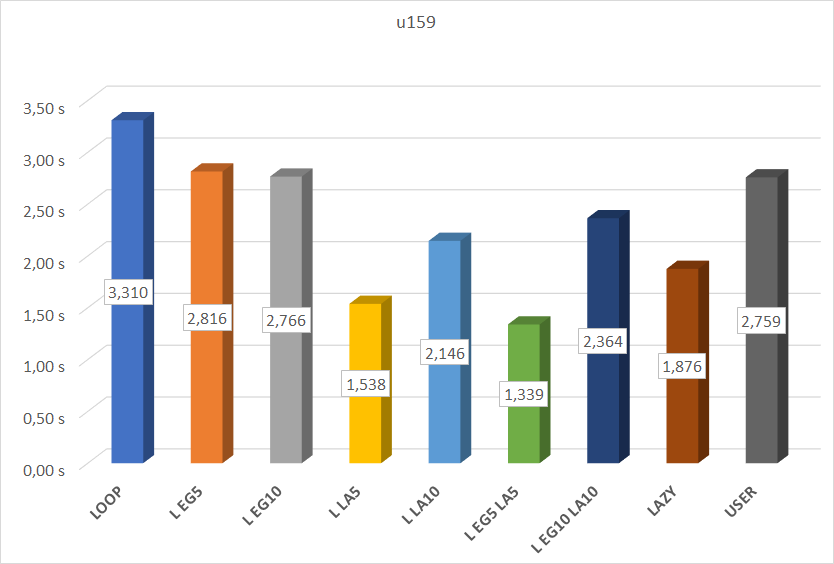 u159
3,50 s
3,00 s
2,50 s
2,00 s
1,50 s
1,00 s
0,50 s
0,00 s
3,310
2,816
2,766
1,538
2,146
1,339
2,364
1,876
2,759
LOOP
L EG5
L EG10
L LA5
L LA10
L EG5 LA5
L EG10 LA10
LAZY
USER